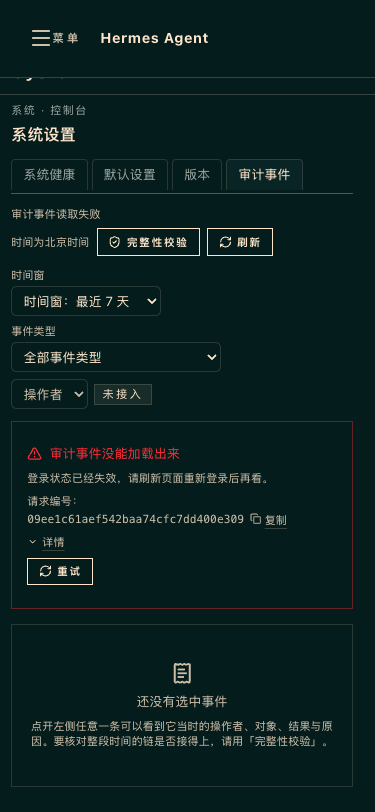 菜单
Hermes Agent
系统 · 控制台
系统设置
系统健康
默认设置
版本
审计事件
审计事件读取失败
时间为北京时间
完整性校验
刷新
时间窗
时间窗：最近 7 天
事件类型
全部事件类型
操作者
未接入
审计事件没能加载出来
登录状态已经失效，请刷新页面重新登录后再看。
请求编号：
09ee1c61aef542baa74cfc7dd400e309
复制
详情
重试
还没有选中事件
点开左侧任意一条可以看到它当时的操作者、对象、结果与原
因。要核对整段时间的链是否接得上，请用「完整性校验」。